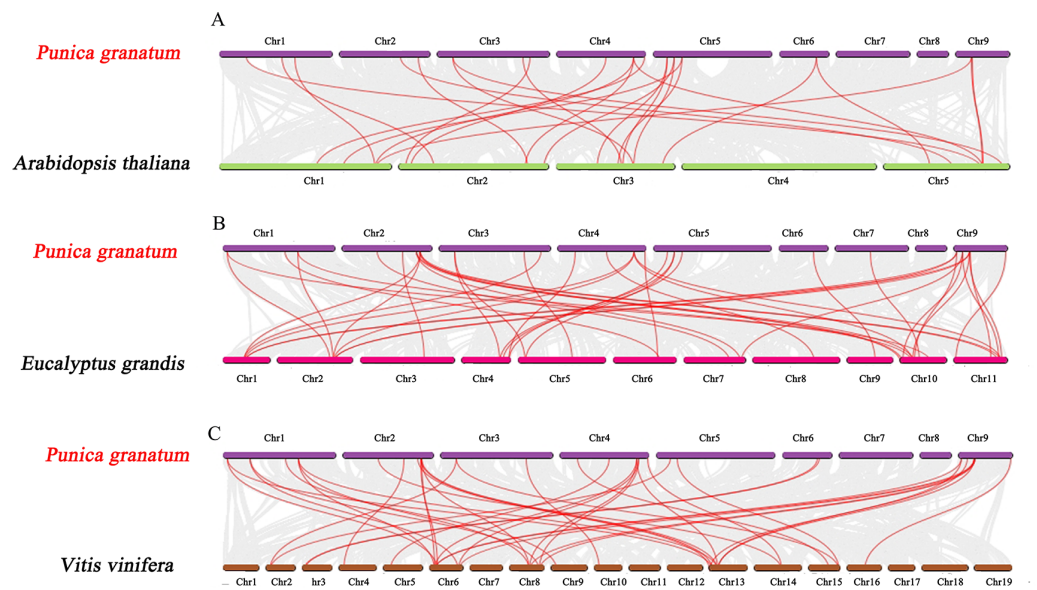 A
Chr1 Chr2 Chr3 Chr4 Chr5 Chr6 Chr7 Chr8 Chr9
Punica granatum
Arabidopsis thaliana
Chr1 Chr2 Chr3 Chr4 Chr5
B
Chr1 Chr2 Chr3 Chr4 Chr5 Chr6 Chr7 Chr8 Chr9
Punica granatum
Eucalyptus grandis
Chr1 Chr2 Chr3 Chr4 Chr5 Chr6 Chr7 Chr8 Chr9 Chr10 Chr11
C
Chr1 Chr2 Chr3 Chr4 Chr5 Chr6 Chr7 Chr8 Chr9
Punica granatum
Vitis vinifera
Chr1 Chr2 hr3 Chr4 Chr5 Chr6 Chr7 Chr8 Chr9 Chr10 Chr11 Chr12 Chr13 Chr14 Chr15 Chr16 Chr17 Chr18 Chr19